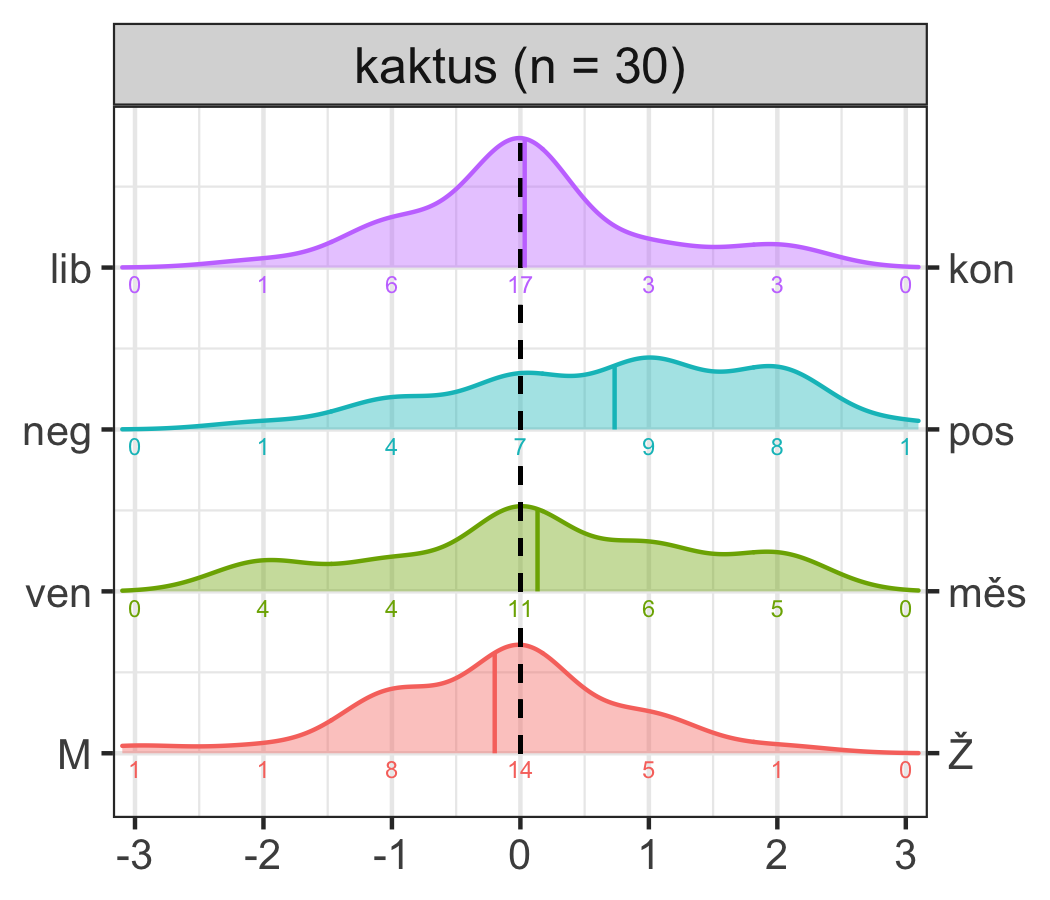 kaktus (n = 30)
lib kon
0 1 6 17 3 3 0
neg pos
0 1 4 7 9 8 1
ven měs
0 4 4 11 6 5 0
M Ž
1 1 8 14 5 1 0
-3 -2 -1 0 1 2 3